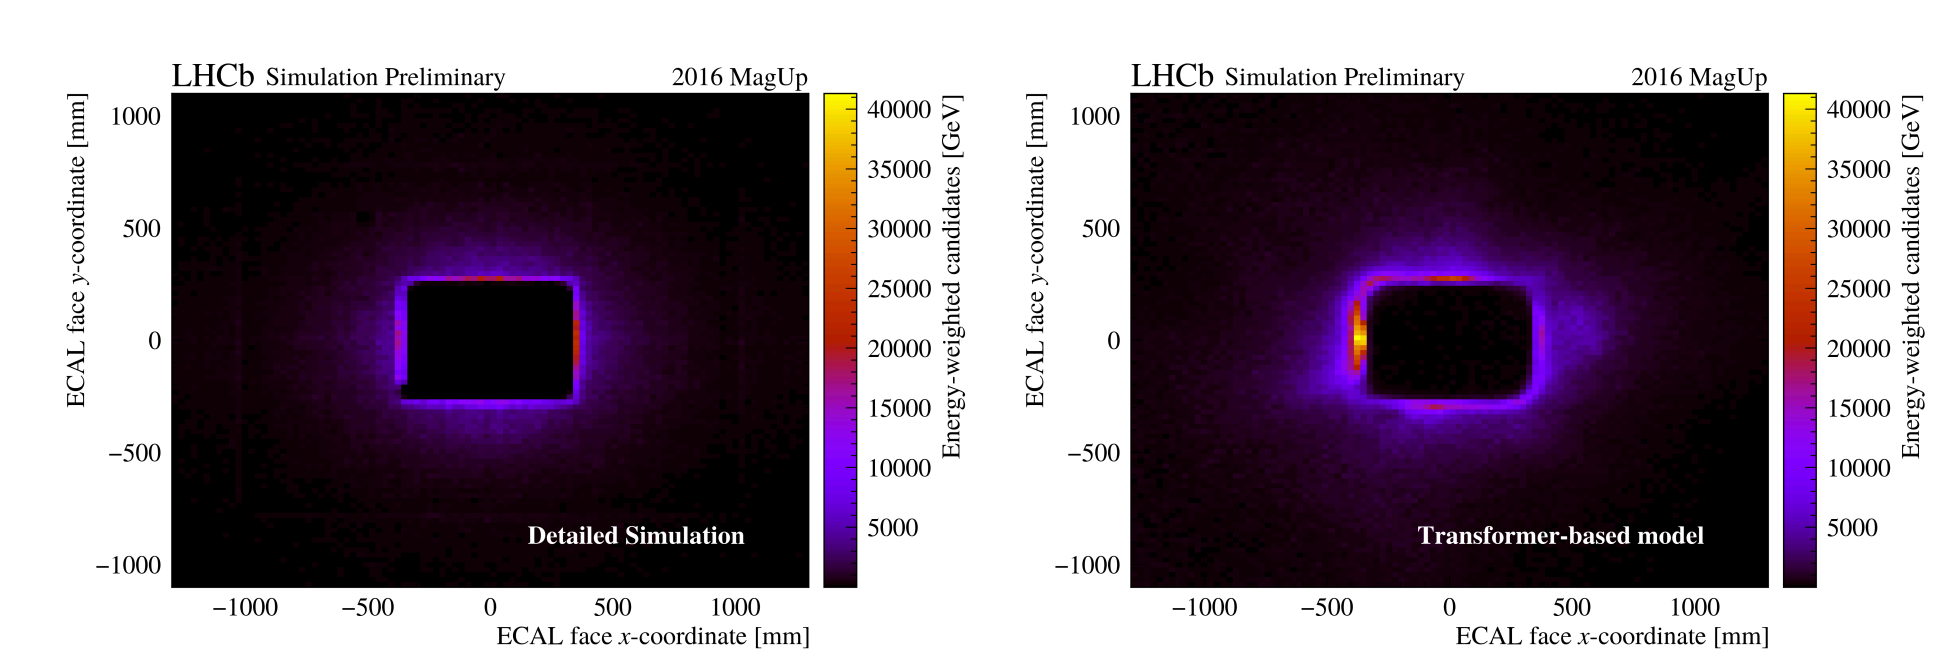 LHCb Simulation Preliminary 2016 MagUp
ECAL face y-coordinate [mm]
1000
500
0
−500
−1000
Detailed Simulation
−1000 −500 0 500 1000
ECAL face x-coordinate [mm]
40000
35000
30000
25000
20000
15000
10000
5000
Energy-weighted candidates [GeV]
LHCb Simulation Preliminary 2016 MagUp
ECAL face y-coordinate [mm]
1000
500
0
−500
−1000
Transformer-based model
−1000 −500 0 500 1000
ECAL face x-coordinate [mm]
40000
35000
30000
25000
20000
15000
10000
5000
Energy-weighted candidates [GeV]